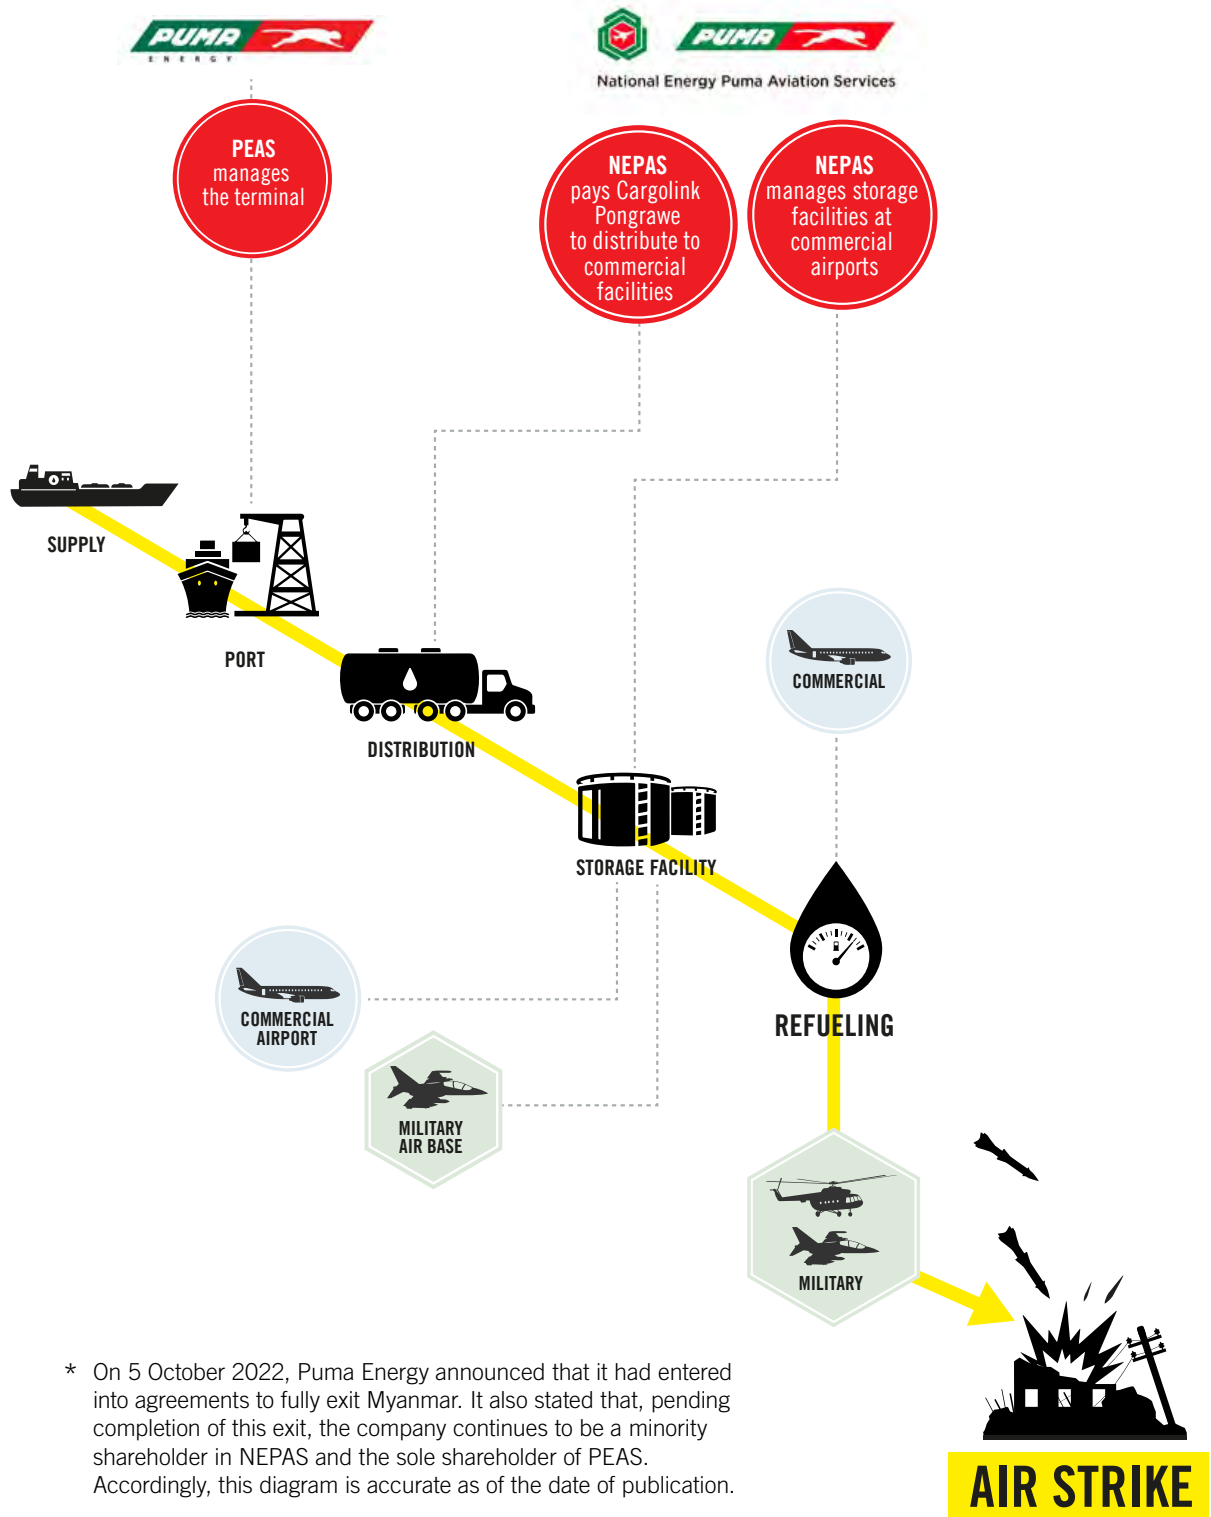 PUMA
ENERGY
PUMA
National Energy Puma Aviation Services
PEAS
manages
the terminal
NEPAS
pays Cargolink
Pongrawe
to distribute to
commercial
facilities
NEPAS
manages storage
facilities at
commercial
airports
SUPPLY
PORT
DISTRIBUTION
COMMERCIAL
STORAGE FACILITY
COMMERCIAL
AIRPORT
REFUELING
MILITARY
AIR BASE
MILITARY
* On 5 October 2022, Puma Energy announced that it had entered
into agreements to fully exit Myanmar. It also stated that, pending
completion of this exit, the company continues to be a minority
shareholder in NEPAS and the sole shareholder of PEAS.
Accordingly, this diagram is accurate as of the date of publication.
AIR STRIKE